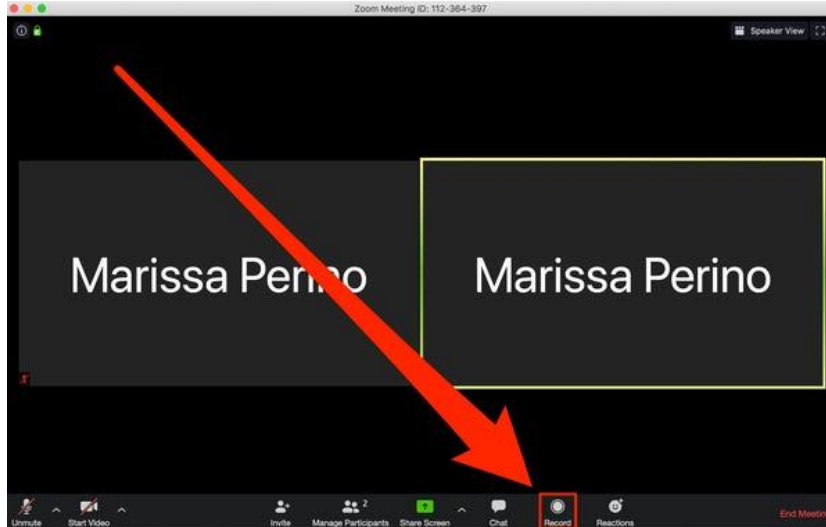 Zoom Meeting ID: 112-364-397
Speaker View
Marissa Perino
Marissa Perino
Unmute
Start Video
Invite
Manage Participants
2
Share Screen
Chat
Record
Reactions
End Meetin